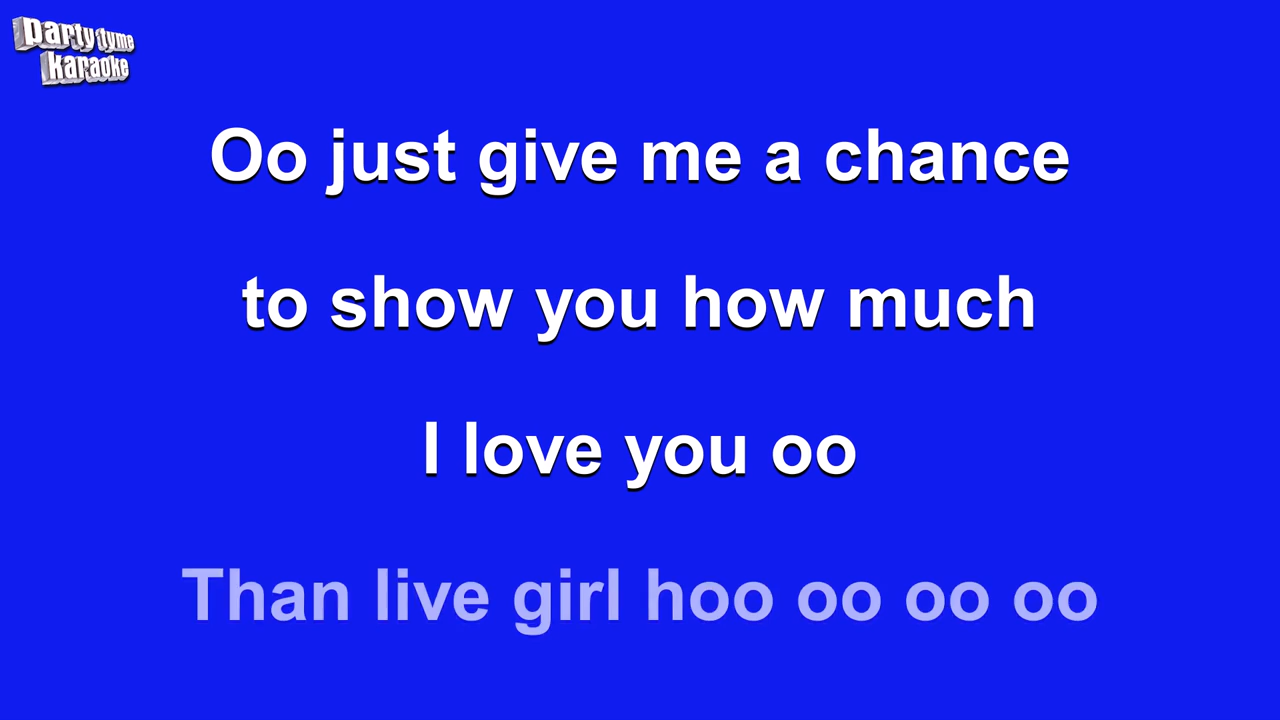 party tyme
karaoke
Oo just give me a chance
to show you how much
I love you oo
Than live girl hoo oo oo oo